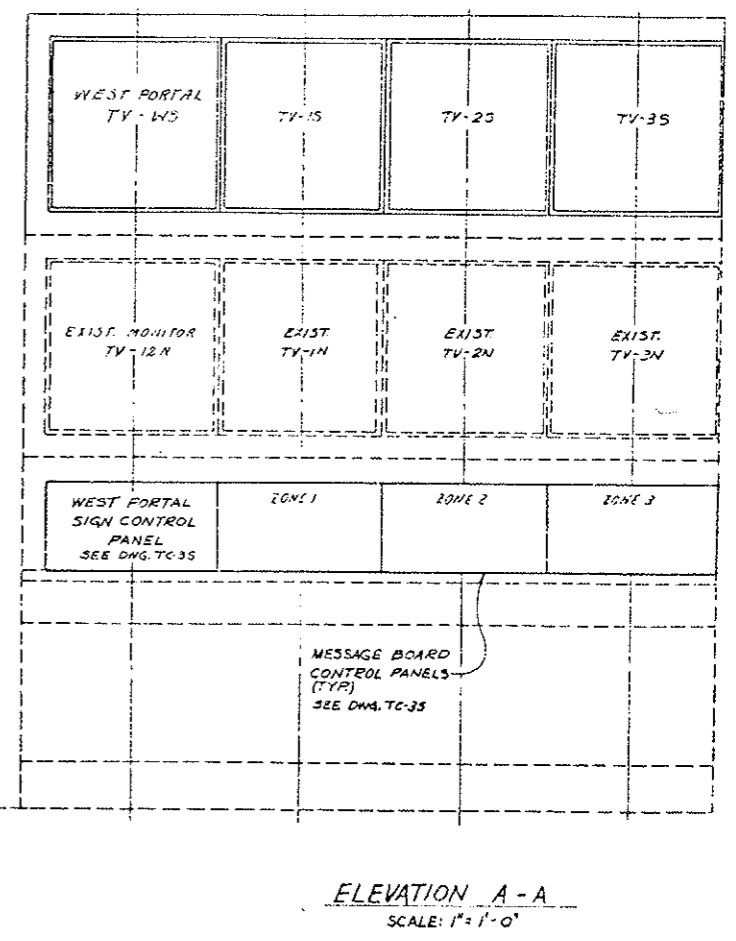 WEST PORTAL
TV - WS
TV-1S
TV-2S
TV-3S
EXIST. MONITOR
TV-12N
EXIST.
TV-1N
EXIST.
TV-2N
EXIST.
TV-3N
WEST PORTAL
SIGN CONTROL
PANEL
SEE DWG. TC-3S
ZONE 1
ZONE 2
ZONE 3
MESSAGE BOARD
CONTROL PANELS
(TYP.)
SEE DWG. TC-3S
ELEVATION A-A
SCALE: 1"=1'-0"